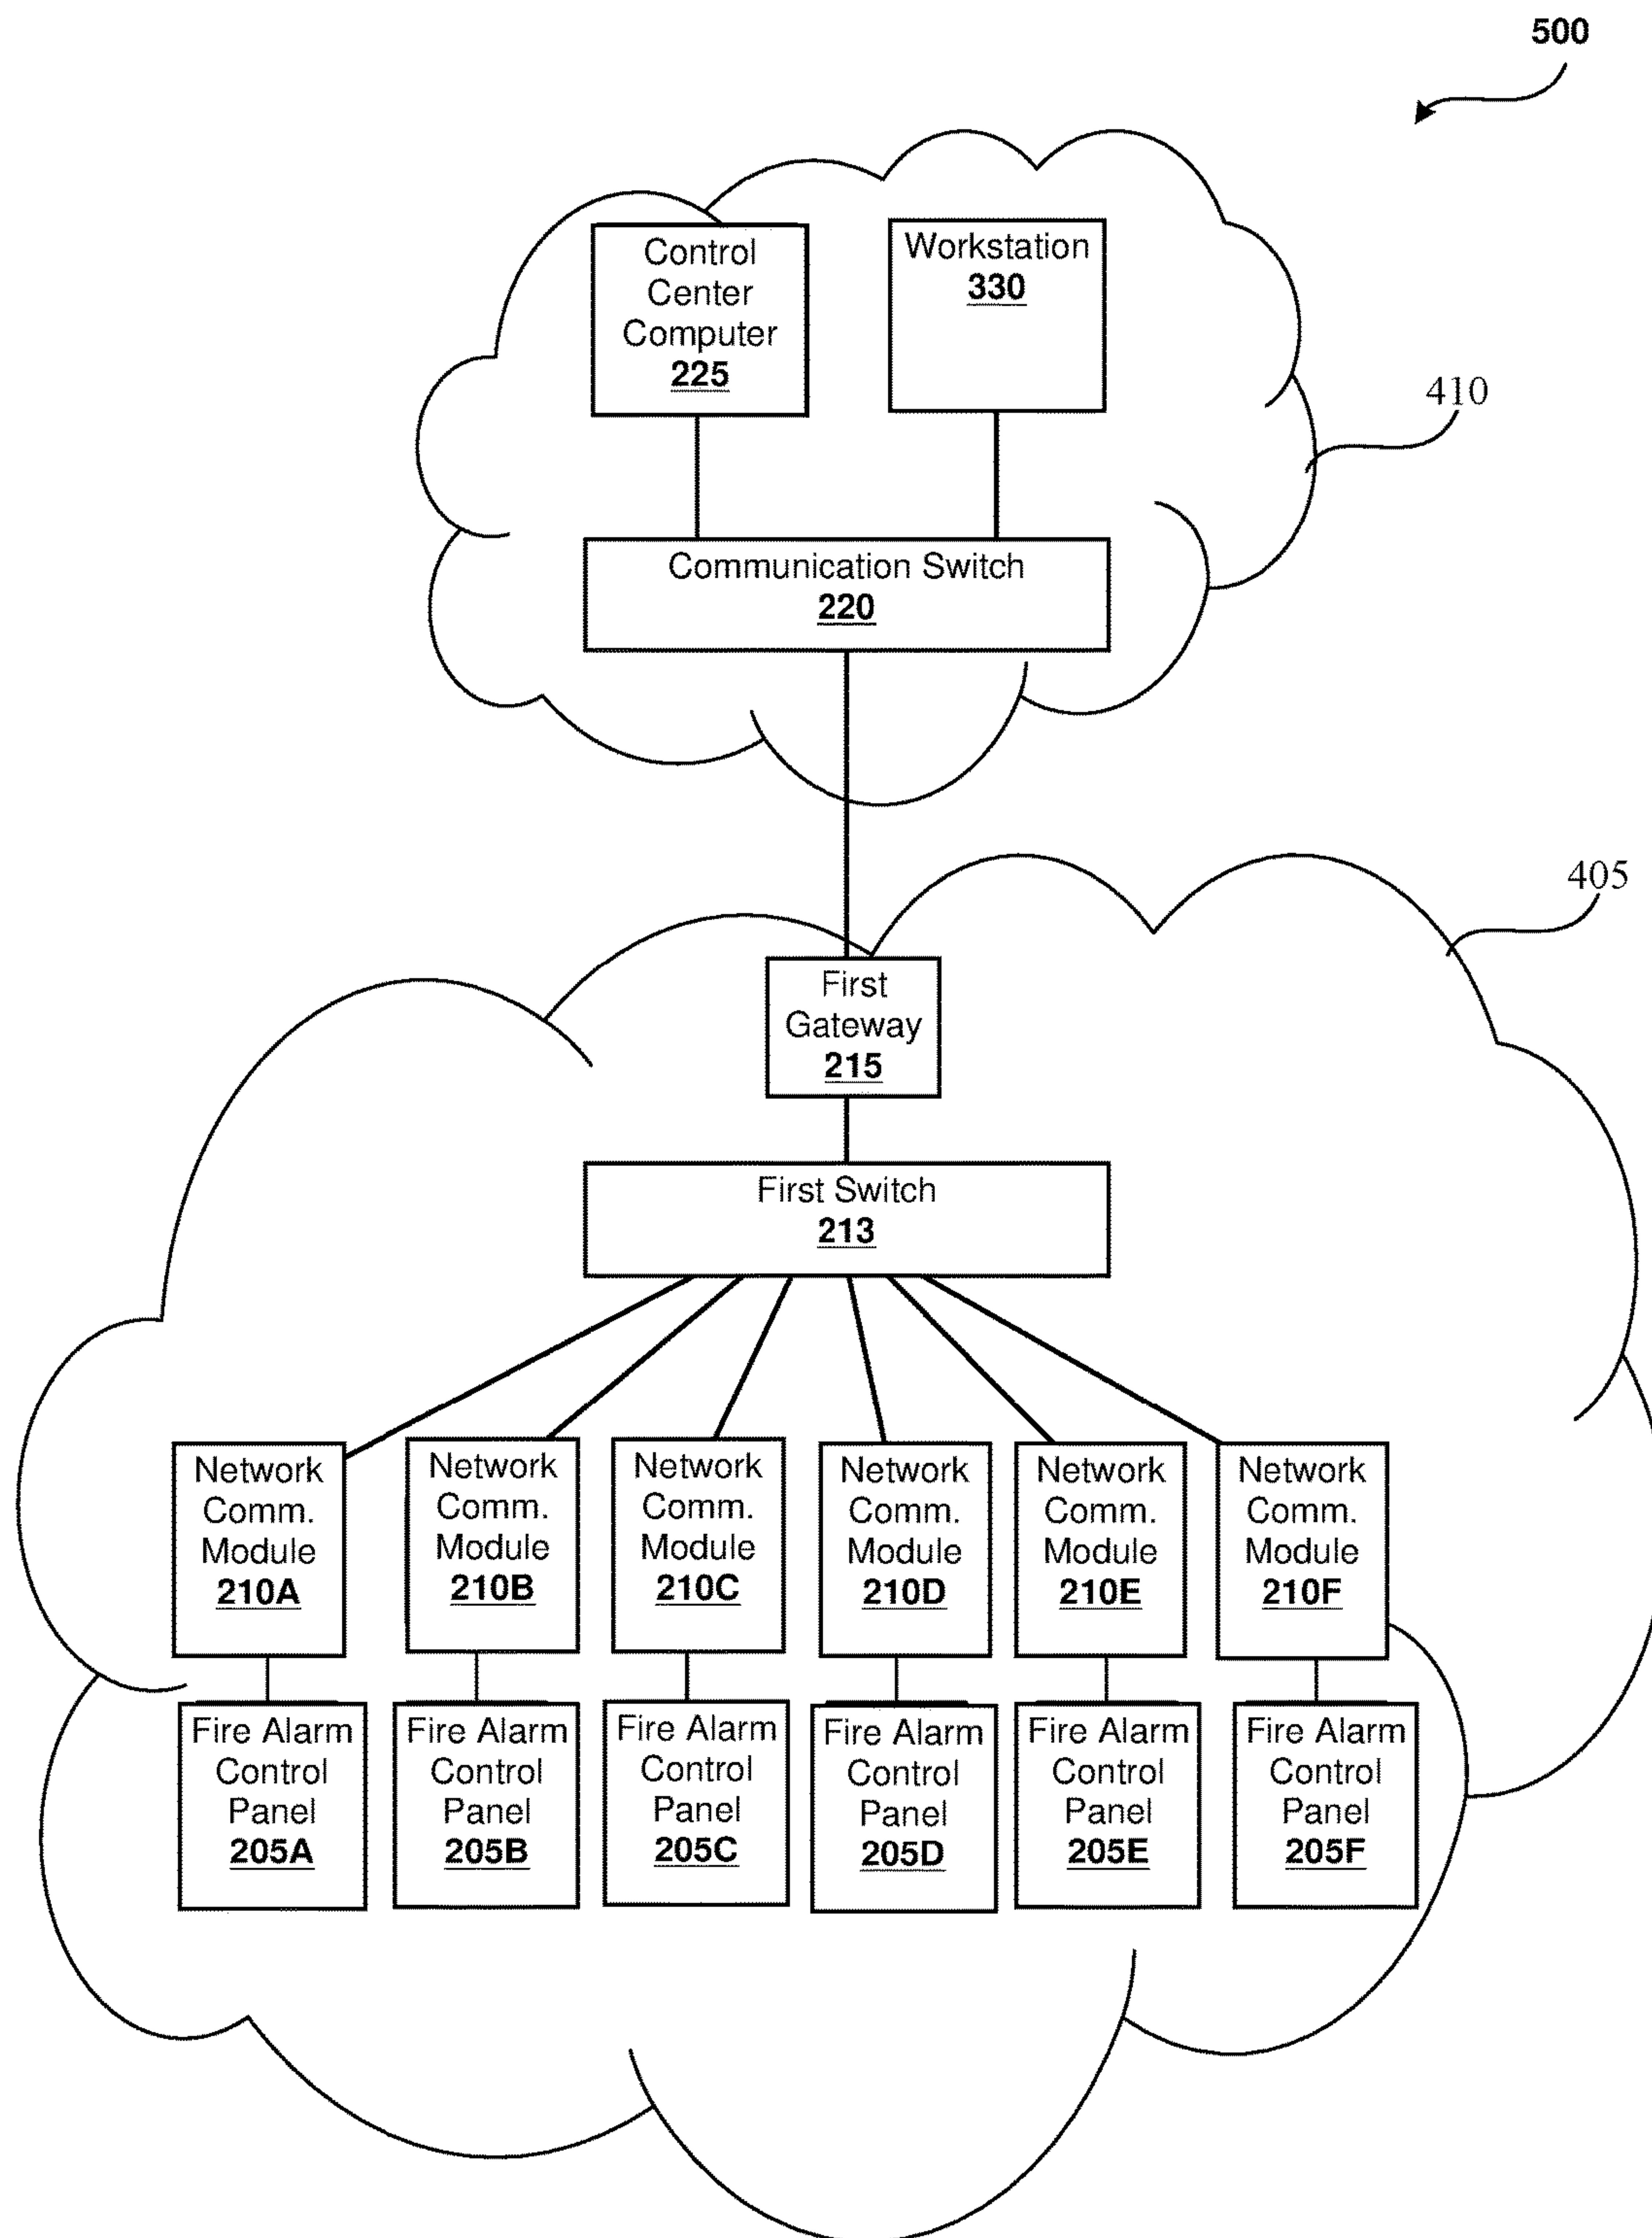 500
Control
Center
Computer
225
Workstation
330
410
Communication Switch
220
405
First
Gateway
215
First Switch
213
Network
Comm.
Module
210A
Network
Comm.
Module
210B
Network
Comm.
Module
210C
Network
Comm.
Module
210D
Network
Comm.
Module
210E
Network
Comm.
Module
210F
Fire Alarm
Control
Panel
205A
Fire Alarm
Control
Panel
205B
Fire Alarm
Control
Panel
205C
Fire Alarm
Control
Panel
205D
Fire Alarm
Control
Panel
205E
Fire Alarm
Control
Panel
205F